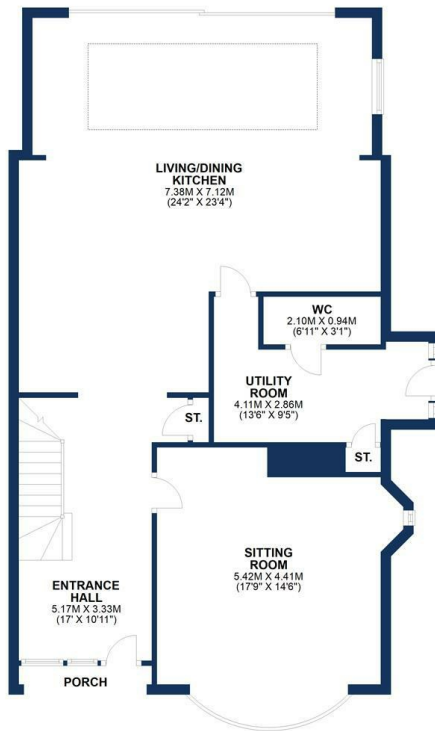 LIVING/DINING
KITCHEN
7.38M X 7.12M
(24'2" X 23'4")
WC
2.10M X 0.94M
(6'11" X 3'1")
UTILITY
ROOM
4.11M X 2.86M
(13'6" X 9'5")
ST.
ST.
SITTING
ROOM
5.42M X 4.41M
(17'9" X 14'6")
ENTRANCE
HALL
5.17M X 3.33M
(17' X 10'11")
PORCH